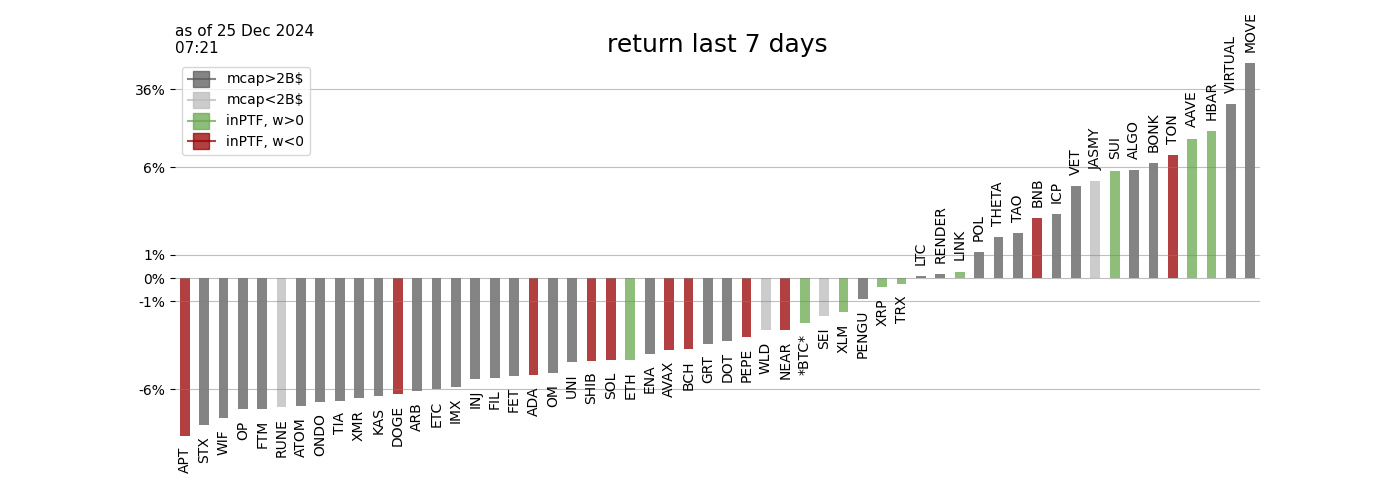 as of 25 Dec 2024
07:21
return last 7 days
mcap>2B$
mcap<2B$
inPTF, w>0
inPTF, w<0
36%
6%
1%
0%
-1%
-6%
APT
STX
WIF
OP
FTM
RUNE
ATOM
ONDO
TIA
XMR
KAS
DOGE
ARB
ETC
IMX
INJ
FIL
FET
ADA
OM
UNI
SHIB
SOL
ETH
ENA
AVAX
BCH
GRT
DOT
PEPE
WLD
NEAR
*BTC*
SEI
XLM
PENGU
XRP
TRX
LTC
RENDER
LINK
POL
THETA
TAO
BNB
ICP
VET
JASMY
SUI
ALGO
BONK
TON
AAVE
HBAR
VIRTUAL
MOVE